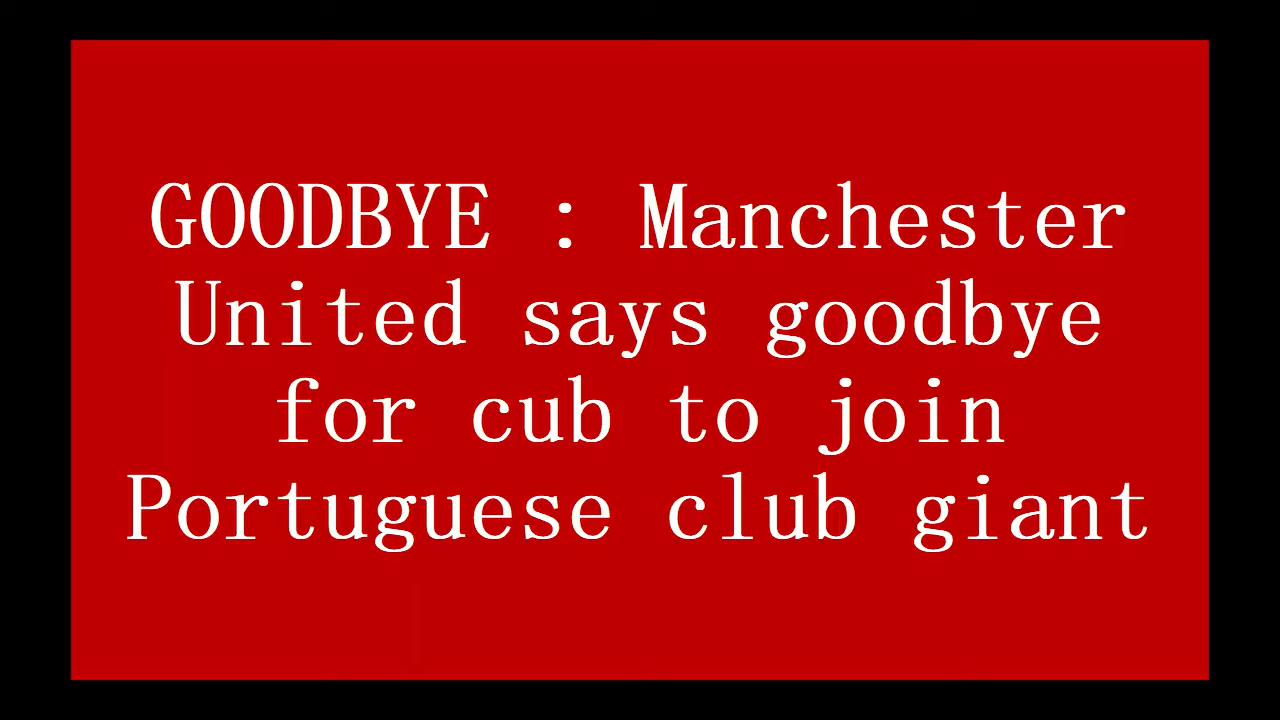 GOODBYE : Manchester
United says goodbye
for cub to join
Portuguese club giant